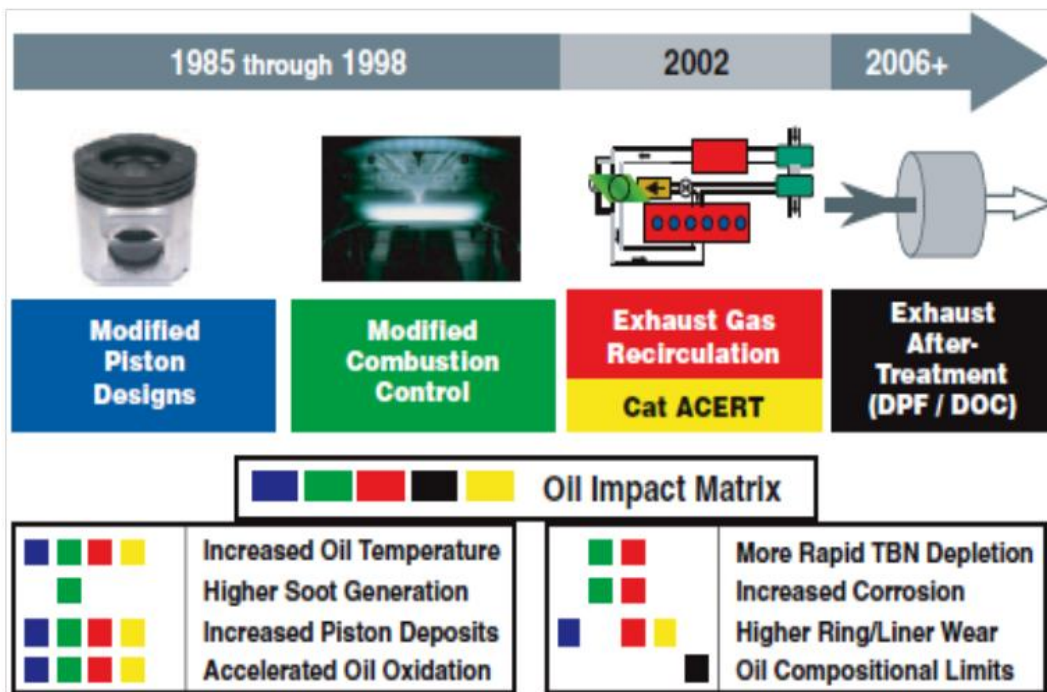 1985 through 1998
2002
2006+
Modified
Piston
Designs
Modified
Combustion
Control
Exhaust Gas
Recirculation
Cat ACERT
Exhaust
After-
Treatment
(DPF / DOC)
Oil Impact Matrix
Increased Oil Temperature
Higher Soot Generation
Increased Piston Deposits
Accelerated Oil Oxidation
More Rapid TBN Depletion
Increased Corrosion
Higher Ring/Liner Wear
Oil Compositional Limits